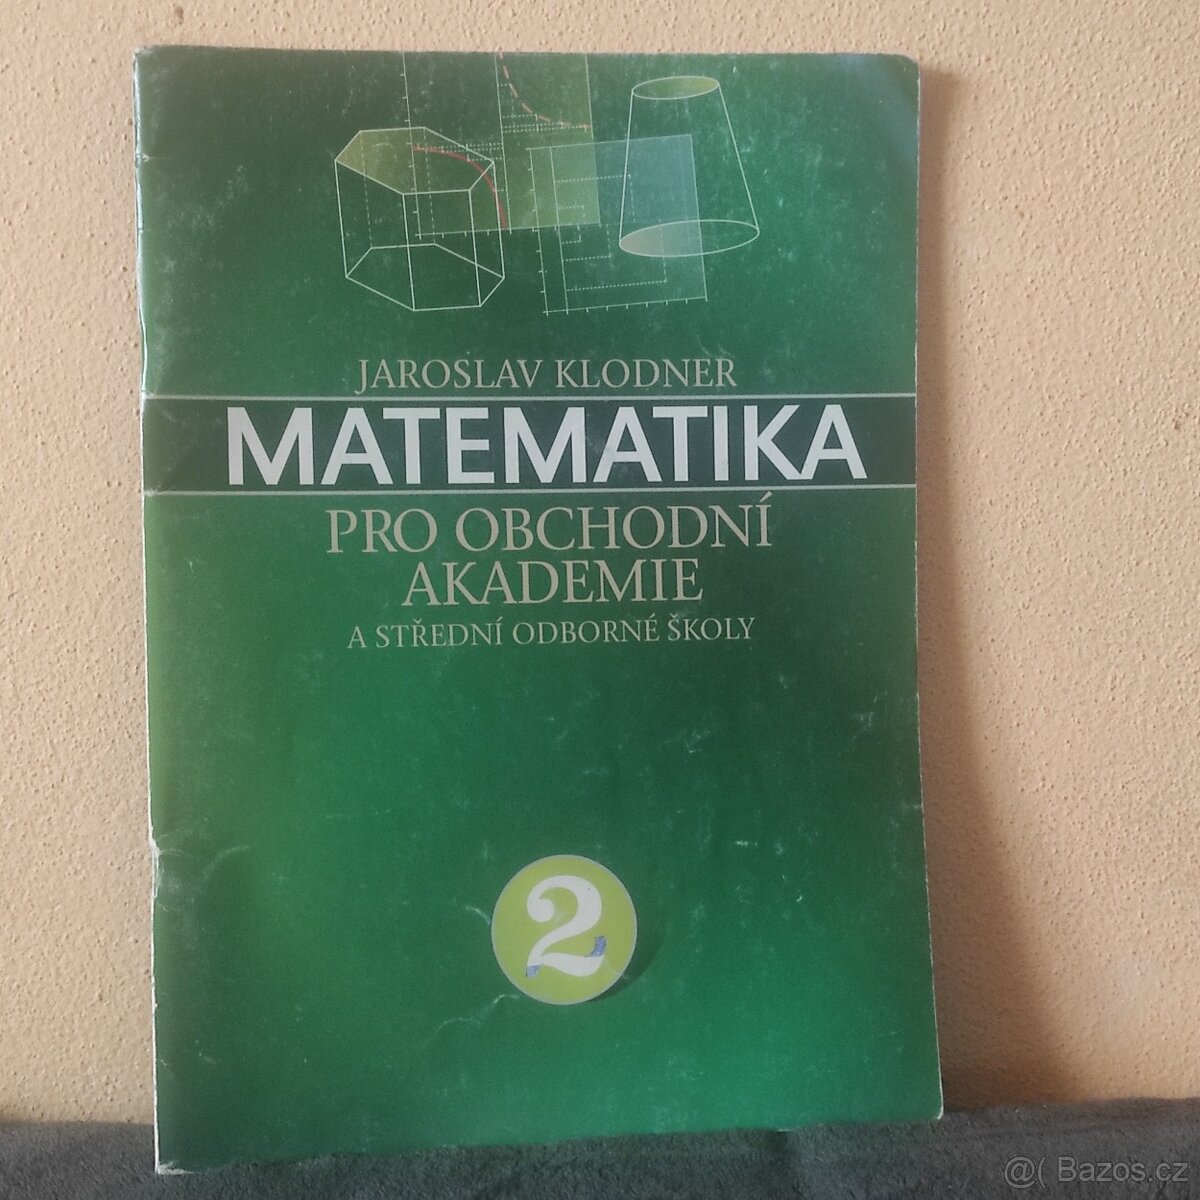 JAROSLAV KLODNER
MATEMATIKA
PRO OBCHODNÍ
AKADEMIE
A STŘEDNÍ ODBORNÉ ŠKOLY
2
@( Bazos.cz